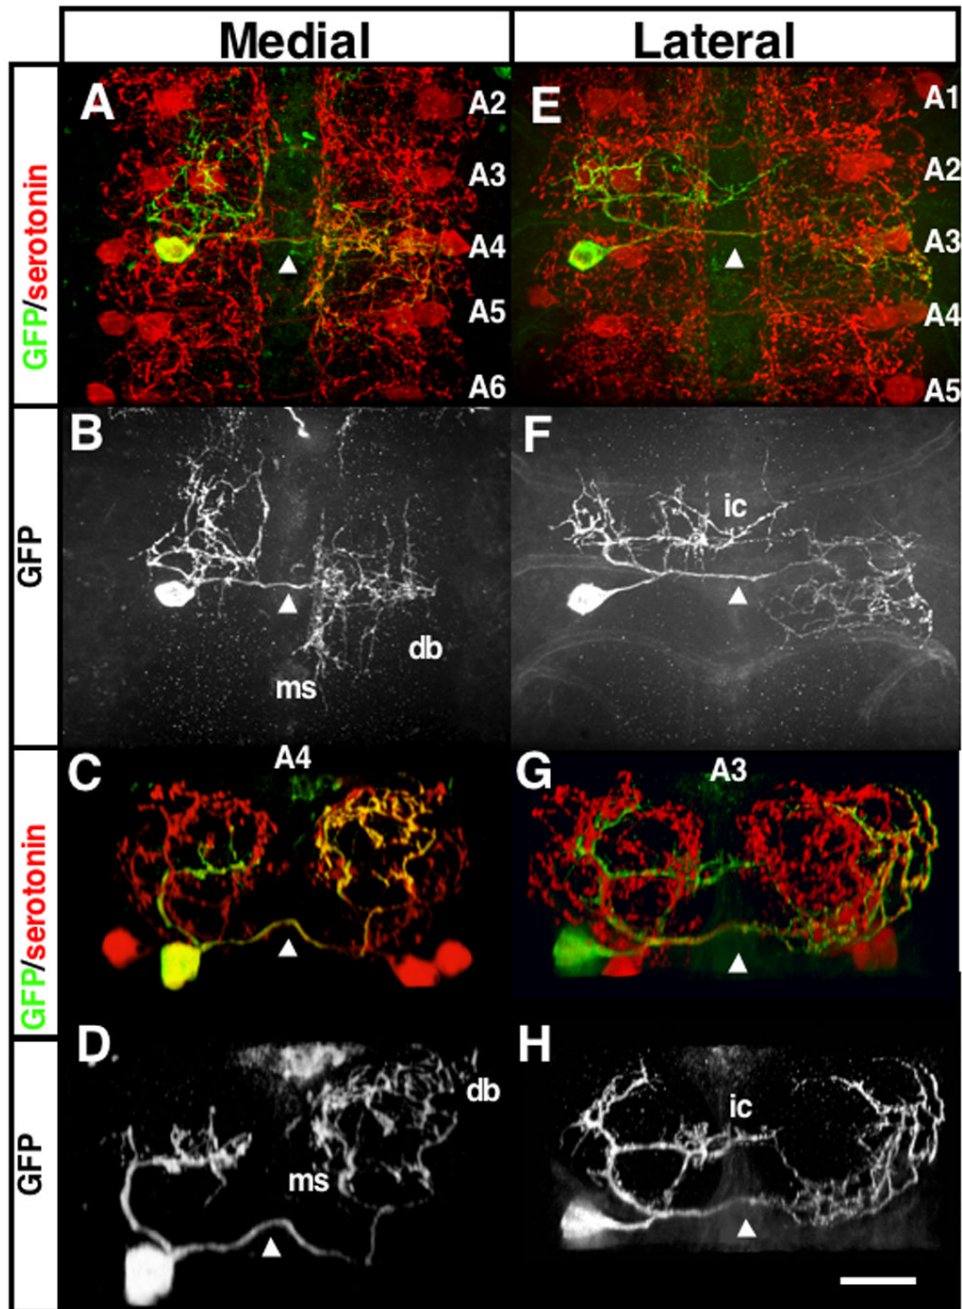 Medial
Lateral
GFP/serotonin
A
A2
A3
A4
A5
A6
E
A1
A2
A3
A4
A5
GFP
B
db
ms
F
ic
GFP/serotonin
C
A4
G
A3
GFP
D
db
ms
H
ic